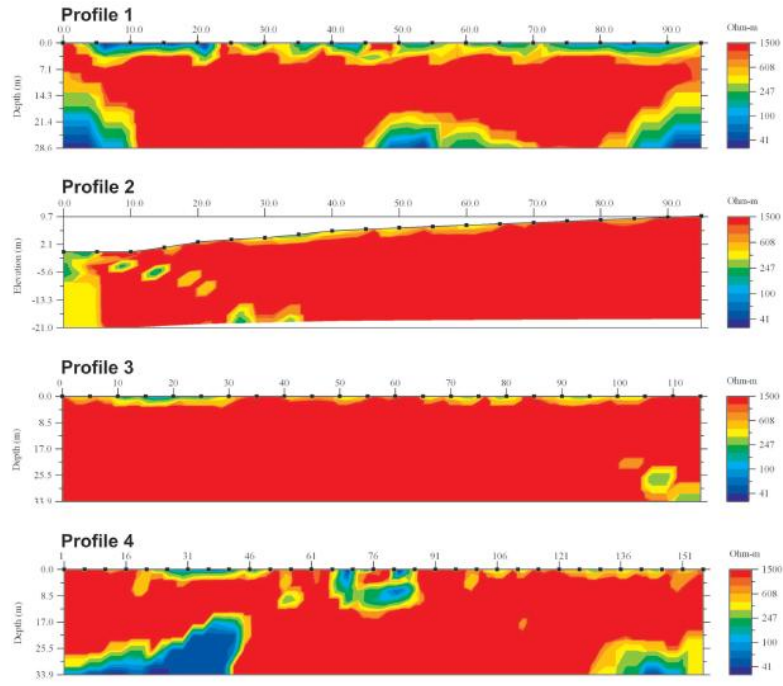 Profile 1
0.0 10.0 20.0 30.0 40.0 50.0 60.0 70.0 80.0 90.0 Ohm-m
0.0 1500
7.1 608
14.3 247
21.4 100
28.6 41
Depth (m)
Profile 2
0.0 10.0 20.0 30.0 40.0 50.0 60.0 70.0 80.0 90.0 Ohm-m
9.7 1500
2.1 608
-5.6 247
-13.3 100
-21.0 41
Elevation (m)
Profile 3
0 10 20 30 40 50 60 70 80 90 100 110 Ohm-m
0.0 1500
8.5 608
17.0 247
25.5 100
33.9 41
Depth (m)
Profile 4
1 16 31 46 61 76 91 106 121 136 151 Ohm-m
0.0 1500
8.5 608
17.0 247
25.5 100
33.9 41
Depth (m)